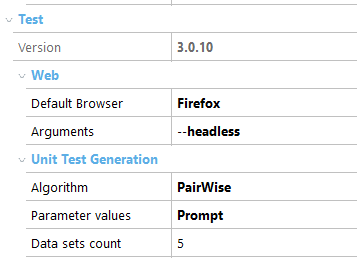 Test
Version 3.0.10
Web
Default Browser Firefox
Arguments --headless
Unit Test Generation
Algorithm PairWise
Parameter values Prompt
Data sets count 5